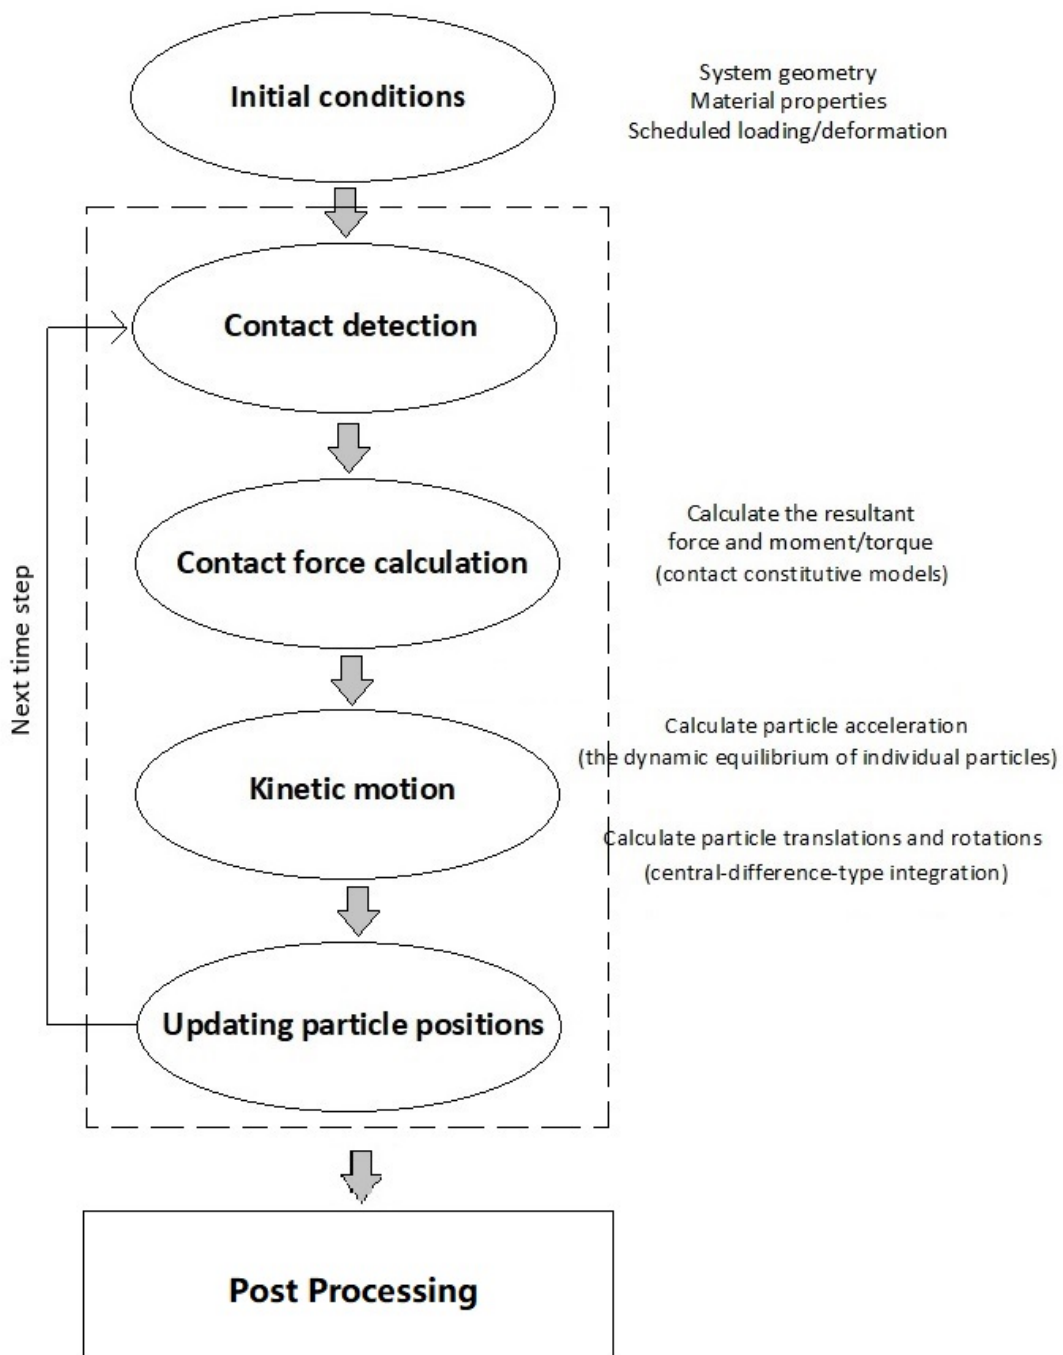 Initial conditions
System geometry
Material properties
Scheduled loading/deformation
Contact detection
Next time step
Contact force calculation
Calculate the resultant
force and moment/torque
(contact constitutive models)
Kinetic motion
Calculate particle acceleration
(the dynamic equilibrium of individual particles)
Calculate particle translations and rotations
(central-difference-type integration)
Updating particle positions
Post Processing